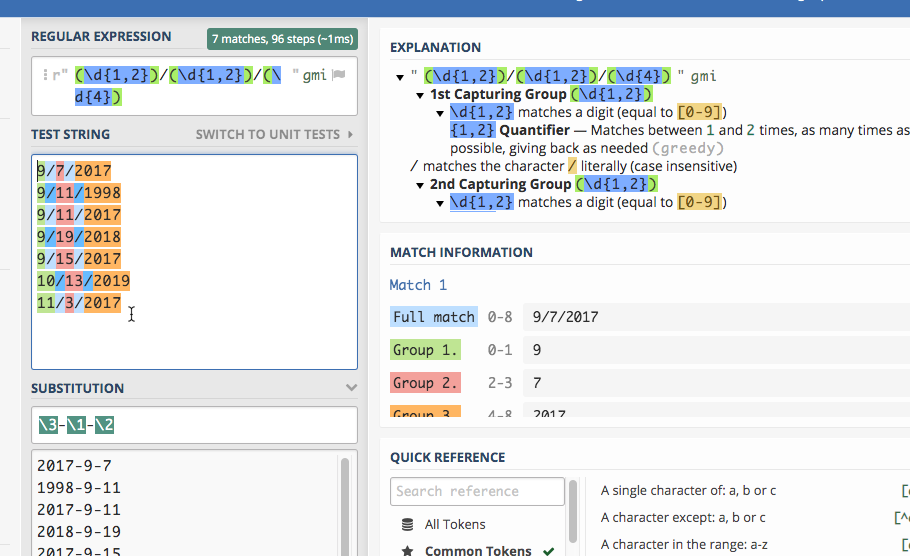 REGULAR EXPRESSION
7 matches, 96 steps (~1ms)
r" (\d{1,2})/(\d{1,2})/(\
d{4}) " gmi
TEST STRING
SWITCH TO UNIT TESTS
9/7/2017
9/11/1998
9/11/2017
9/19/2018
9/15/2017
10/13/2019
11/3/2017
SUBSTITUTION
\3-\1-\2
2017-9-7
1998-9-11
2017-9-11
2018-9-19
2017-9-15
EXPLANATION
" (\d{1,2})/(\d{1,2})/(\d{4}) " gmi
1st Capturing Group (\d{1,2})
\d{1,2} matches a digit (equal to [0-9])
{1,2} Quantifier — Matches between 1 and 2 times, as many times as
possible, giving back as needed (greedy)
/ matches the character / literally (case insensitive)
2nd Capturing Group (\d{1,2})
\d{1,2} matches a digit (equal to [0-9])
MATCH INFORMATION
Match 1
Full match 0-8 9/7/2017
Group 1. 0-1 9
Group 2. 2-3 7
Group 3. 4-8 2017
QUICK REFERENCE
Search reference
All Tokens
Common Tokens
A single character of: a, b or c
A character except: a, b or c [^
A character in the range: a-z